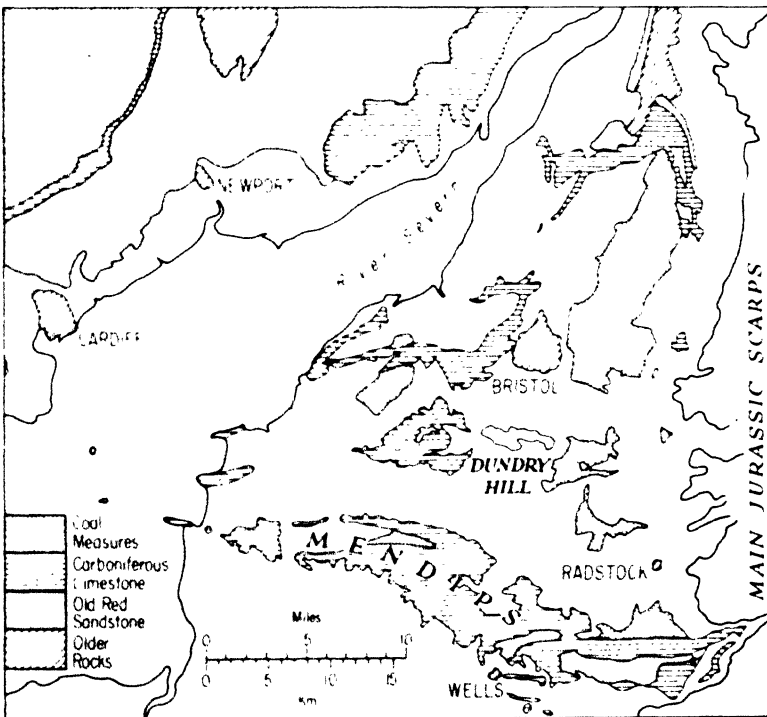 NEWPORT
River Severn
CARDIFF
BRISTOL
DUNDRY
HILL
MAIN JURASSIC SCARPS
MENDIPS
RADSTOCK
WELLS
Coal
Measures
Carboniferous
Limestone
Old Red
Sandstone
Older
Rocks
Miles
0 5 10
0 5 10 15
Km